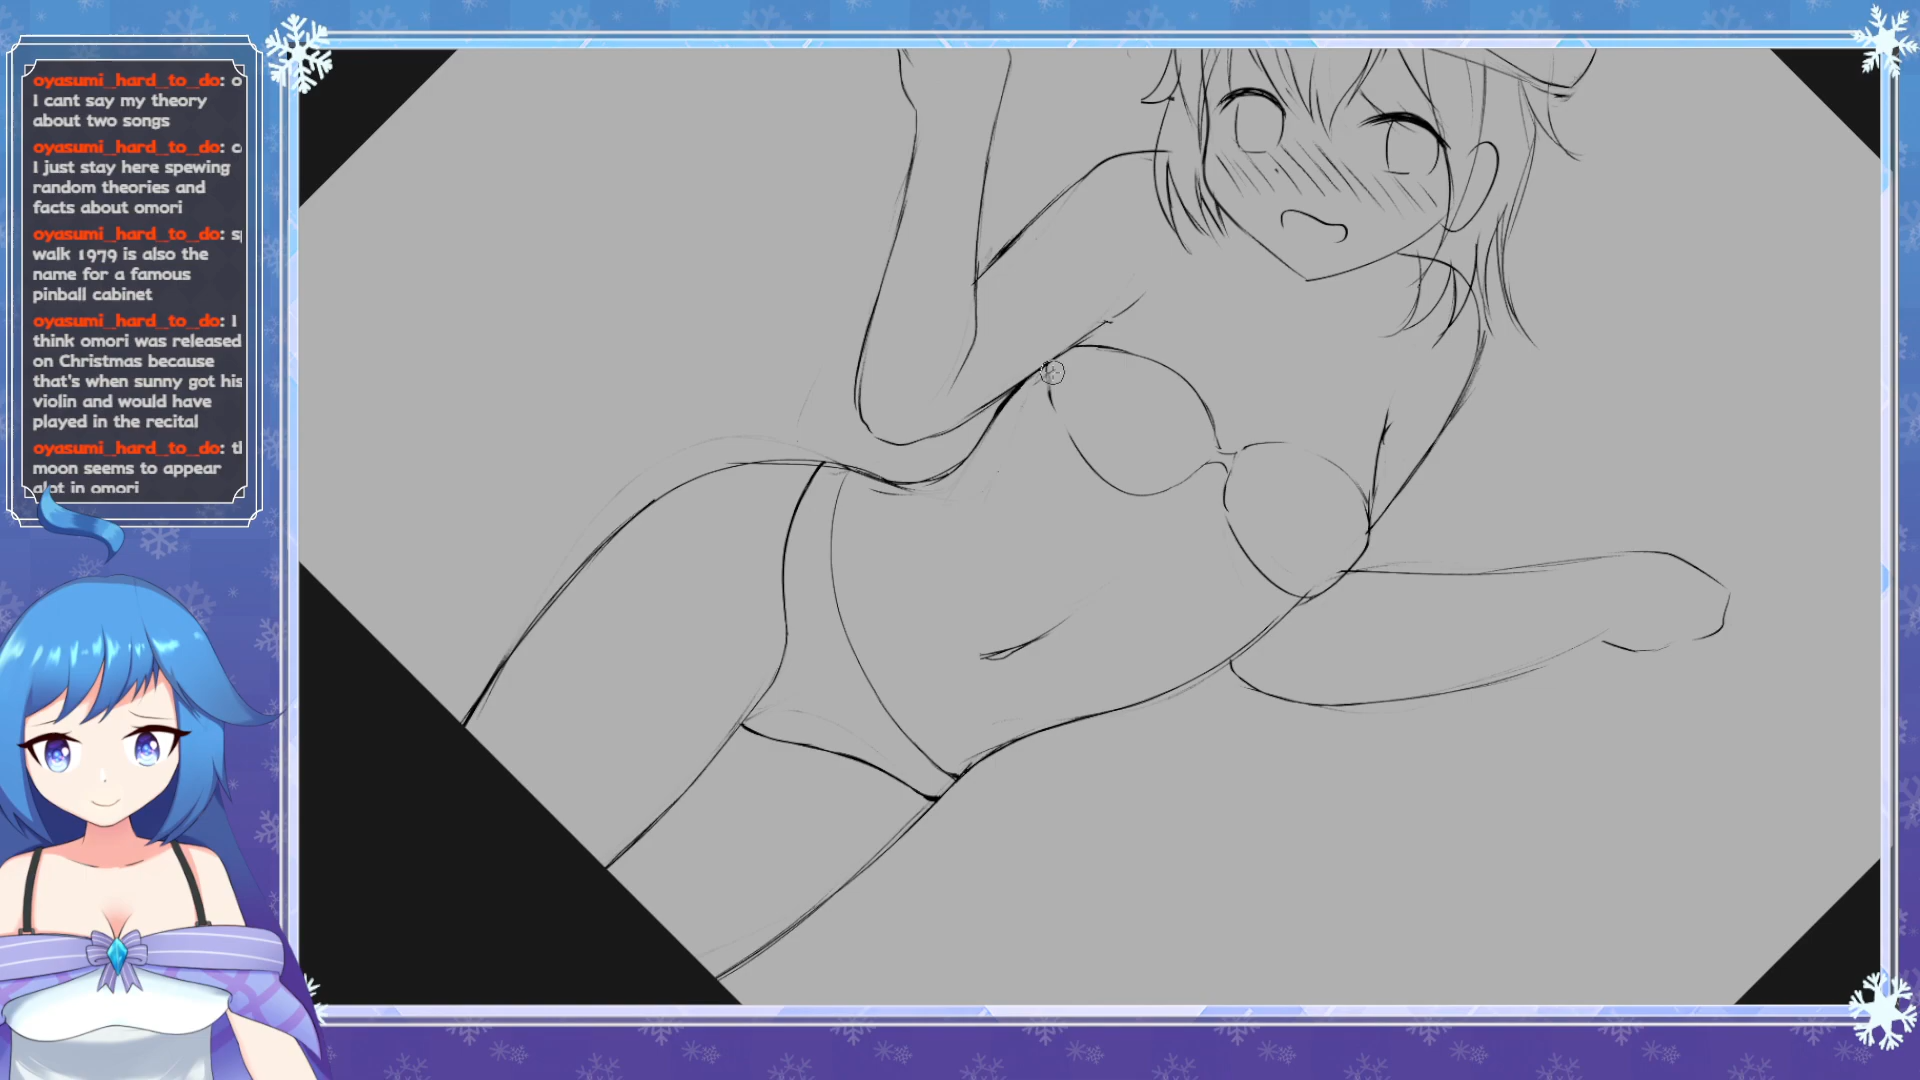 oyasumi_hard_to_do:
I cant say my theory
about two songs
oyasumi_hard_to_do:
I just stay here spewing
random theories and
facts about omori
oyasumi_hard_to_do:
walk 1979 is also the
name for a famous
pinball cabinet
oyasumi_hard_to_do: I
think omori was released
on Christmas because
that's when sunny got his
violin and would have
played in the recital
oyasumi_hard_to_do:
moon seems to appear
alot in omori